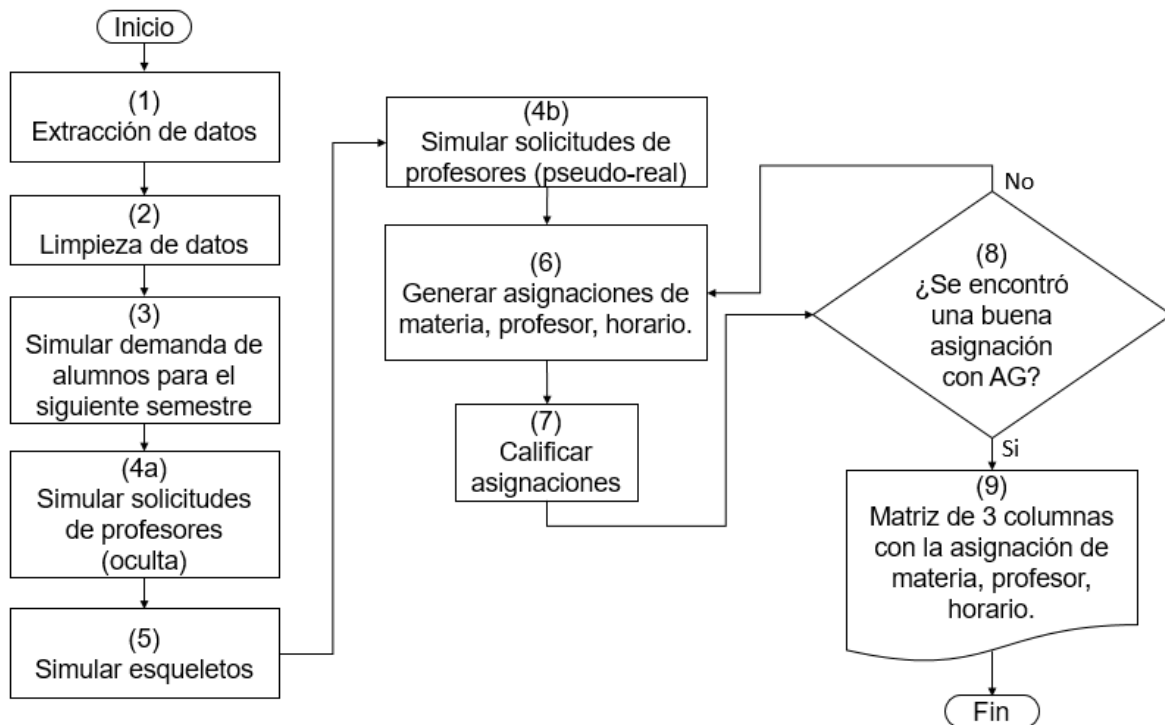 Inicio
(1)
Extracción de datos
(2)
Limpieza de datos
(3)
Simular demanda de
alumnos para el
siguiente semestre
(4a)
Simular solicitudes
de profesores
(oculta)
(5)
Simular esqueletos
(4b)
Simular solicitudes de
profesores (pseudo-real)
(6)
Generar asignaciones de
materia, profesor, horario.
(7)
Calificar
asignaciones
No
(8)
¿Se encontró
una buena
asignación
con AG?
Si
(9)
Matriz de 3 columnas
con la asignación de
materia, profesor,
horario.
Fin